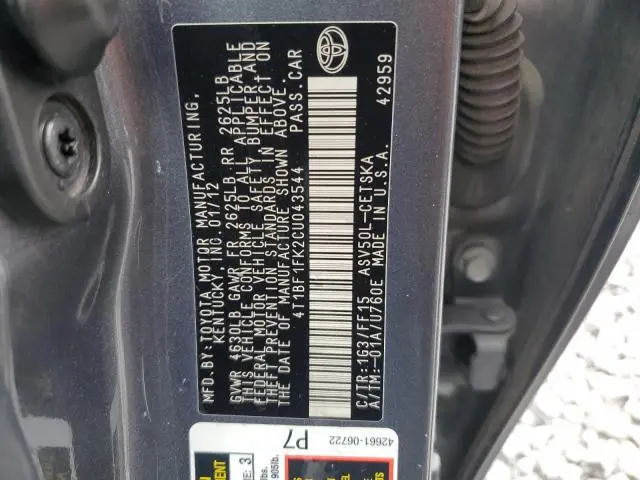 MFD.BY:TOYOTA MOTOR MANUFACTURING,
KENTUCKY, INC. 01/12
GVWR 4630LB GAWR FR 2625LB RR 2625LB
THIS VEHICLE CONFORMS TO ALL APPLICABLE
FEDERAL MOTOR VEHICLE SAFETY, BUMPER, AND
THEFT PREVENTION STANDARDS IN EFFECT ON
THE DATE OF MANUFACTURE SHOWN ABOVE.
4T1BF1FK2CU043544 PASS.CAR
C/TR:1G3/FF15 ASV50L-CETSKA 42959
A/TM:-01A/U760E MADE IN U.S.A.
42661-06722
P7
3
905lb.